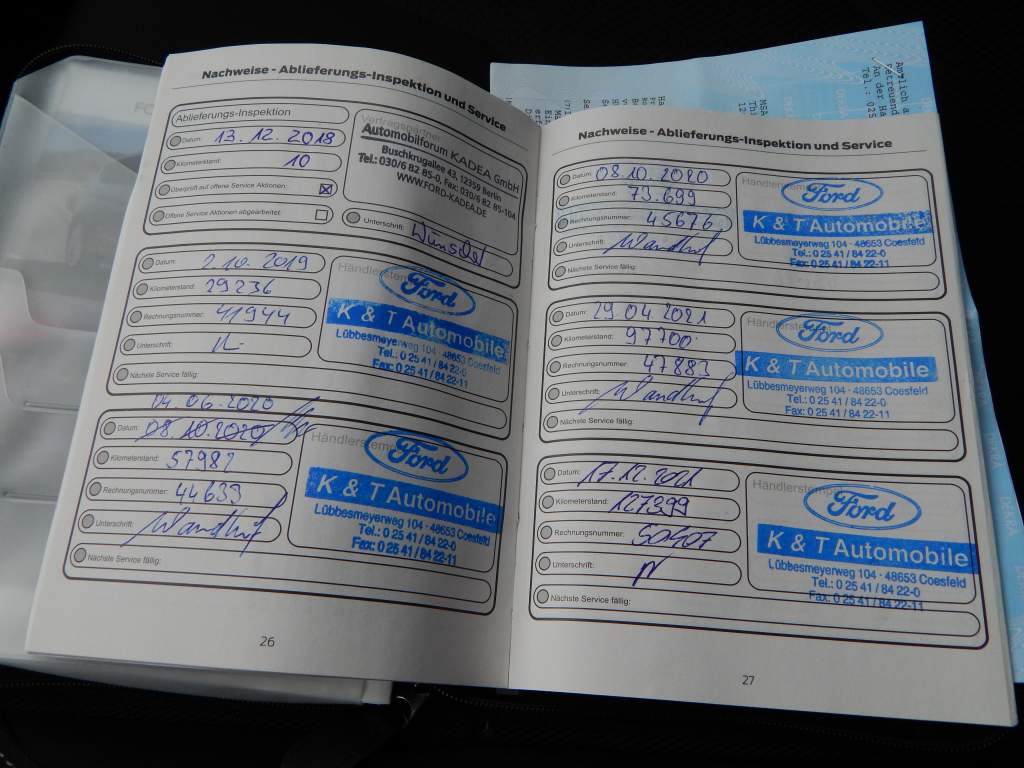 Nachweise - Ablieferungs-Inspektion und Service
Ablieferungs-Inspektion
Datum: 13.12.2018
Kilometerstand: 10
Überprüft auf offene Service Aktionen:
Offene Service Aktionen abgearbeitet:
Vertragspartner
Automobilforum KADEA GmbH
Buschkrugallee 43, 12359 Berlin
Tel.: 030/6 82 85-0, Fax: 030/6 82 85-104
WWW.FORD-KADEA.DE
Unterschrift:
Datum: 2 10. 2019
Kilometerstand: 29236
Rechnungsnummer: 41944
Unterschrift:
Nächste Service fällig:
Händlerstempel
Ford
K & T Automobile
Lübbesmeyerweg 104 · 48653 Coesfeld
Tel.: 0 25 41 / 84 22-0
Fax: 0 25 41 / 84 22-11
04 06.2020
Datum: 08.10.2020
Kilometerstand: 57982
Rechnungsnummer: 44639
Unterschrift: Wandhof
Nächste Service fällig:
Händlerstempel
Ford
K & T Automobile
Lübbesmeyerweg 104 · 48653 Coesfeld
Tel.: 0 25 41 / 84 22-0
Fax: 0 25 41 / 84 22-11
26
Nachweise - Ablieferungs-Inspektion und Service
Datum: 08.10.2020
Kilometerstand: 73.699
Rechnungsnummer: 45676
Unterschrift: Wandhof
Nächste Service fällig:
Händlerstempel
Ford
K & T Automobile
Lübbesmeyerweg 104 · 48653 Coesfeld
Tel.: 0 25 41 / 84 22-0
Fax: 0 25 41 / 84 22-11
Datum: 29.04.2021
Kilometerstand: 97700
Rechnungsnummer: 47883
Unterschrift: Wandhof
Nächste Service fällig:
Händlerstempel
Ford
K & T Automobile
Lübbesmeyerweg 104 · 48653 Coesfeld
Tel.: 0 25 41 / 84 22-0
Fax: 0 25 41 / 84 22-11
Datum: 17.12.2021
Kilometerstand: 127399
Rechnungsnummer: 50407
Unterschrift:
Nächste Service fällig:
Händlerstempel
Ford
K & T Automobile
Lübbesmeyerweg 104 · 48653 Coesfeld
Tel.: 0 25 41 / 84 22-0
Fax: 0 25 41 / 84 22-11
27